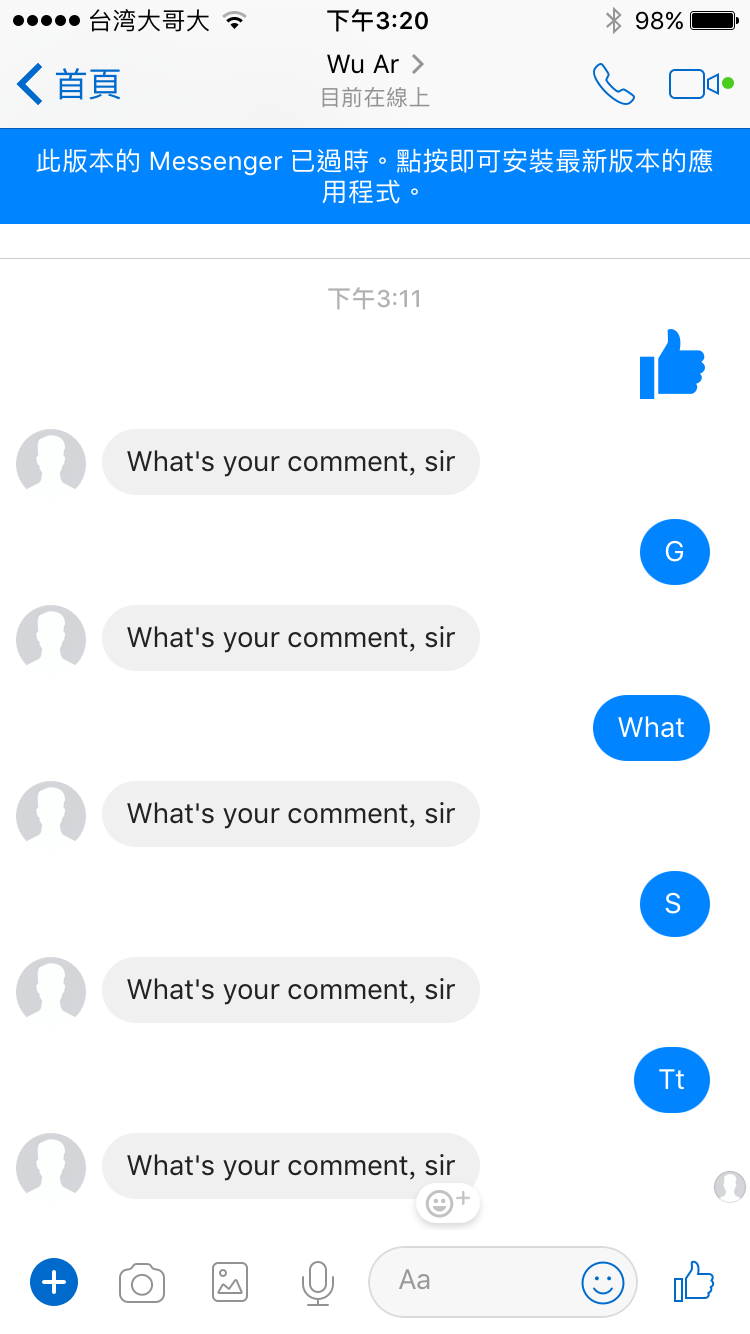 台湾大哥大 下午3:20 98%
首頁 Wu Ar
目前在線上
此版本的 Messenger 已過時。點按即可安裝最新版本的應
用程式。
下午3:11
What's your comment, sir
G
What's your comment, sir
What
What's your comment, sir
S
What's your comment, sir
Tt
What's your comment, sir
Aa